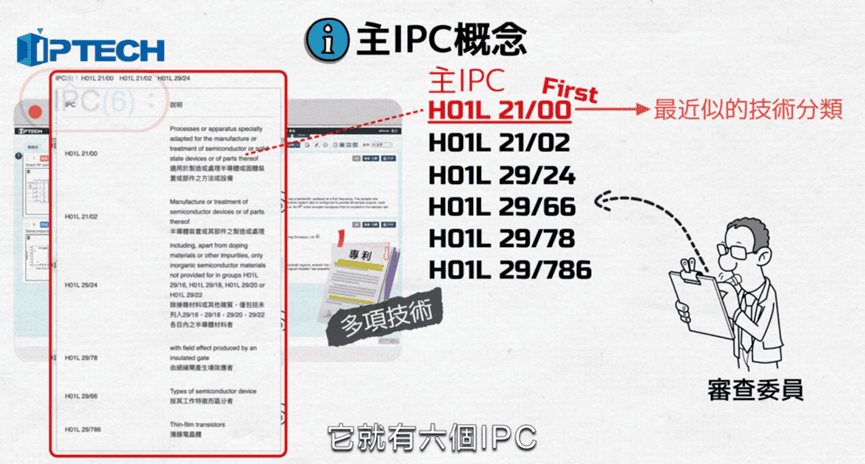 IPTECH
主IPC概念
IPC(6)： H01L 21/00 H01L 21/02 H01L 29/24
IPC(6)：
IPC 說明
H01L 21/00
Processes or apparatus specially
adapted for the manufacture or
treatment of semiconductor or solid
state devices or of parts thereof
適用於製造或處理半導體或固體裝
置或部件之方法或設備
H01L 21/02
Manufacture or treatment of
semiconductor devices or of parts
thereof
半導體裝置或其部件之製造或處理
H01L 29/24
including, apart from doping
materials or other impurities, only
inorganic semiconductor materials
not provided for in groups H01L
29/16, H01L 29/18, H01L 29/20 or
H01L 29/22
除摻雜材料或其他雜質，僅包括未
列入29/16、29/18、29/20、29/22
各目內之半導體材料者
H01L 29/78
with field effect produced by an
insulated gate
由絕緣閘產生場效應者
H01L 29/66
Types of semiconductor device
按其工作特徵而區分者
H01L 29/786
Thin-film transistors
薄膜電晶體
主IPC
First
H01L 21/00
最近似的技術分類
H01L 21/02
H01L 29/24
H01L 29/66
H01L 29/78
H01L 29/786
專利
多項技術
審查委員
它就有六個IPC